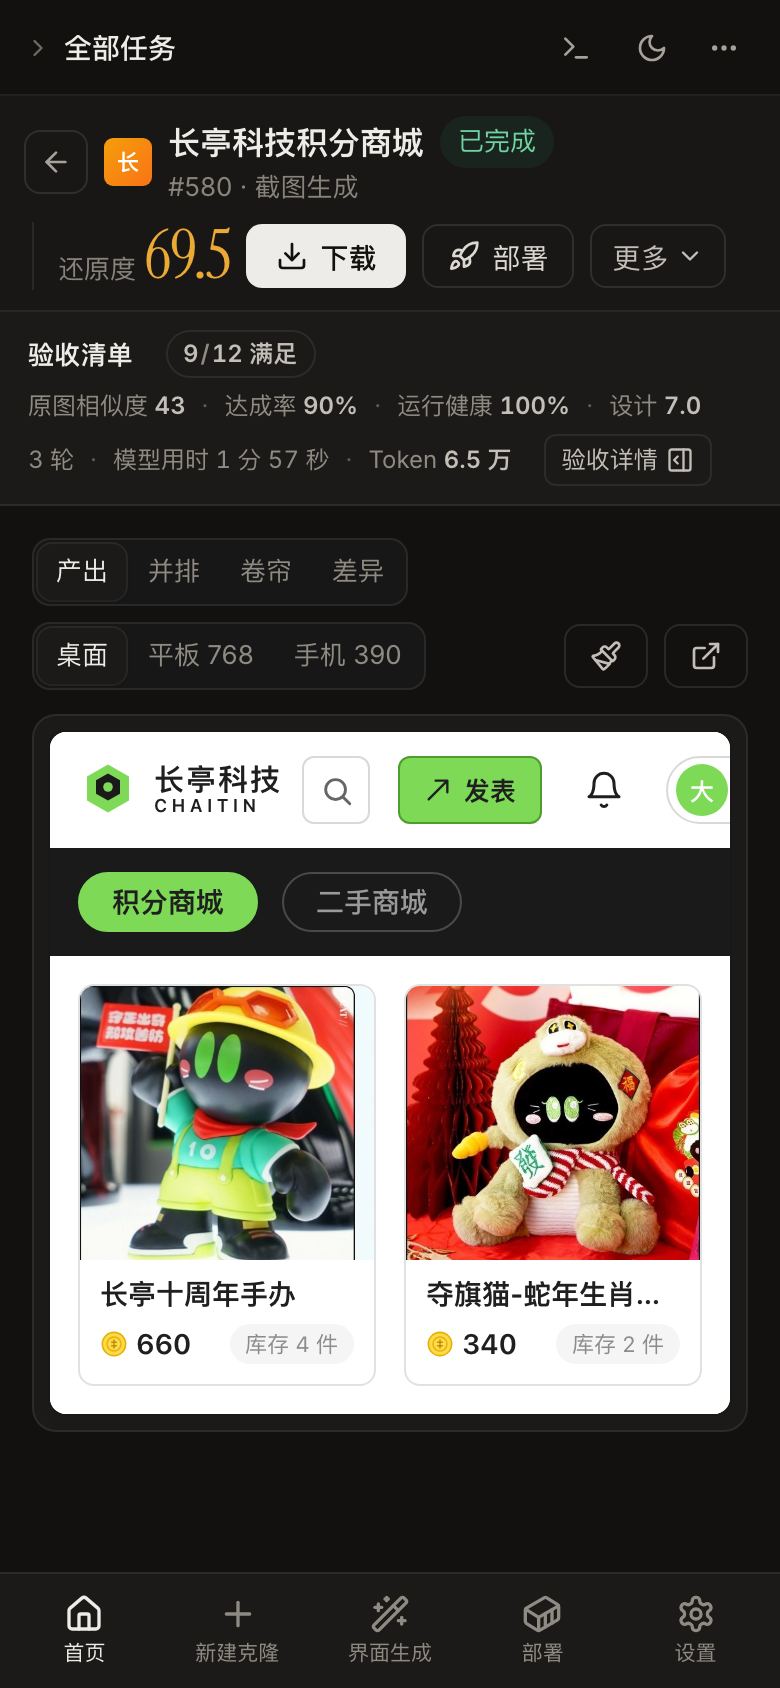 全部任务
长
长亭科技积分商城 已完成
#580 · 截图生成
还原度 69.5 下载 部署 更多
验收清单 9/12 满足
原图相似度 43 · 达成率 90% · 运行健康 100% · 设计 7.0
3 轮 · 模型用时 1 分 57 秒 · Token 6.5 万 验收详情
产出 并排 卷帘 差异
桌面 平板 768 手机 390
长亭科技
CHAITIN
发表 大
积分商城 二手商城
10
福
發
长亭十周年手办
660 库存 4 件
夺旗猫-蛇年生肖...
340 库存 2 件
首页 新建克隆 界面生成 部署 设置